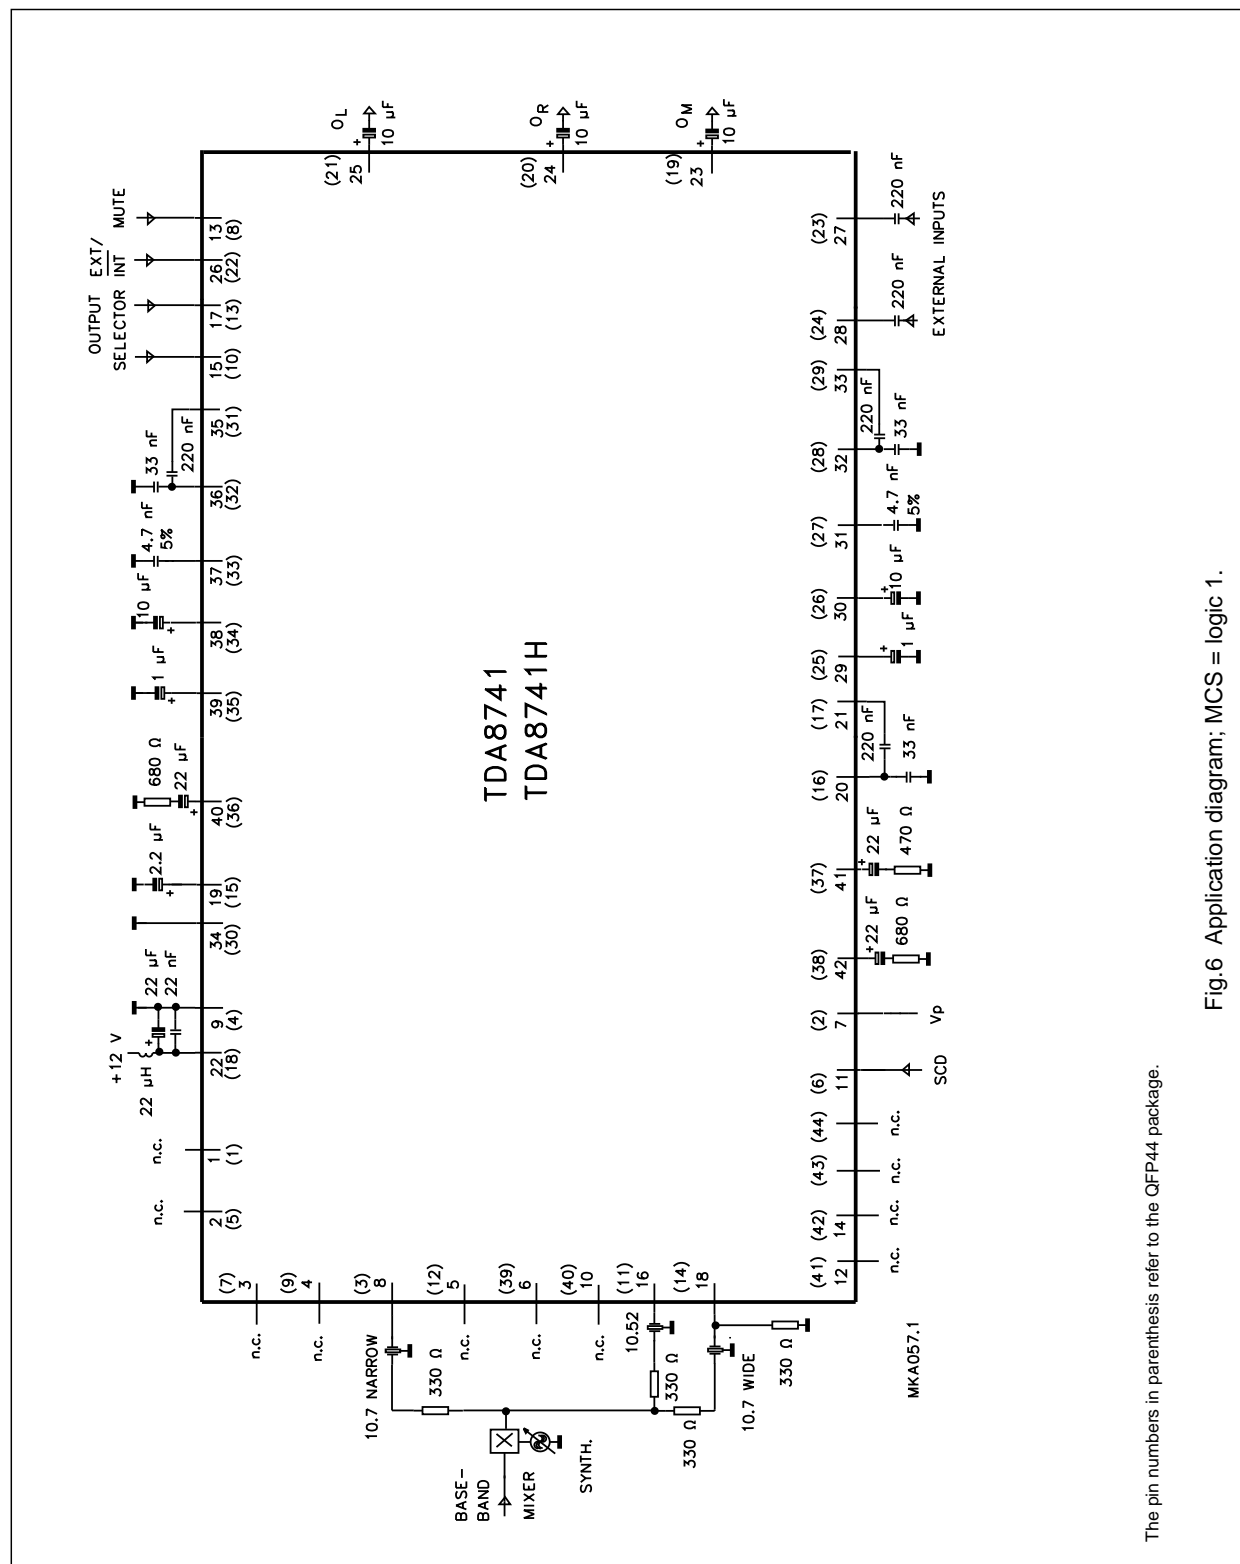 +12 V
22 µH
22 µF
22 nF
2.2 µF
680 Ω
22 µF
1 µF
10 µF
4.7 nF
5%
33 nF
220 nF
OUTPUT
SELECTOR
EXT/
INT
MUTE
n.c.
n.c.
2
(5)
1
(1)
22
(18)
9
(4)
34
(30)
19
(15)
40
(36)
39
(35)
38
(34)
37
(33)
36
(32)
35
(31)
15
(10)
17
(13)
26
(22)
13
(8)
(7)
3
n.c.
(9)
4
n.c.
(3)
8
10.7 NARROW
330 Ω
(12)
5
n.c.
(39)
6
n.c.
(40)
10
n.c.
(11)
16
10.52
330 Ω
(14)
18
10.7 WIDE
330 Ω
330 Ω
BASE-
BAND
MIXER
SYNTH.
TDA8741
TDA8741H
(21)
25
+
OL
10 µF
(20)
24
+
OR
10 µF
(19)
23
+
OM
10 µF
(41)
12
n.c.
(42)
14
n.c.
(43)
n.c.
(44)
n.c.
(6)
11
SCD
(2)
7
Vp
(38)
42
+
22 µF
680 Ω
(37)
41
+
22 µF
470 Ω
(16)
20
33 nF
220 nF
(17)
21
(25)
29
+
1 µF
(26)
30
+
10 µF
(27)
31
4.7 nF
5%
(28)
32
33 nF
220 nF
(29)
33
(24)
28
220 nF
(23)
27
220 nF
EXTERNAL INPUTS
MKA057.1
The pin numbers in parenthesis refer to the QFP44 package.
Fig.6 Application diagram; MCS = logic 1.